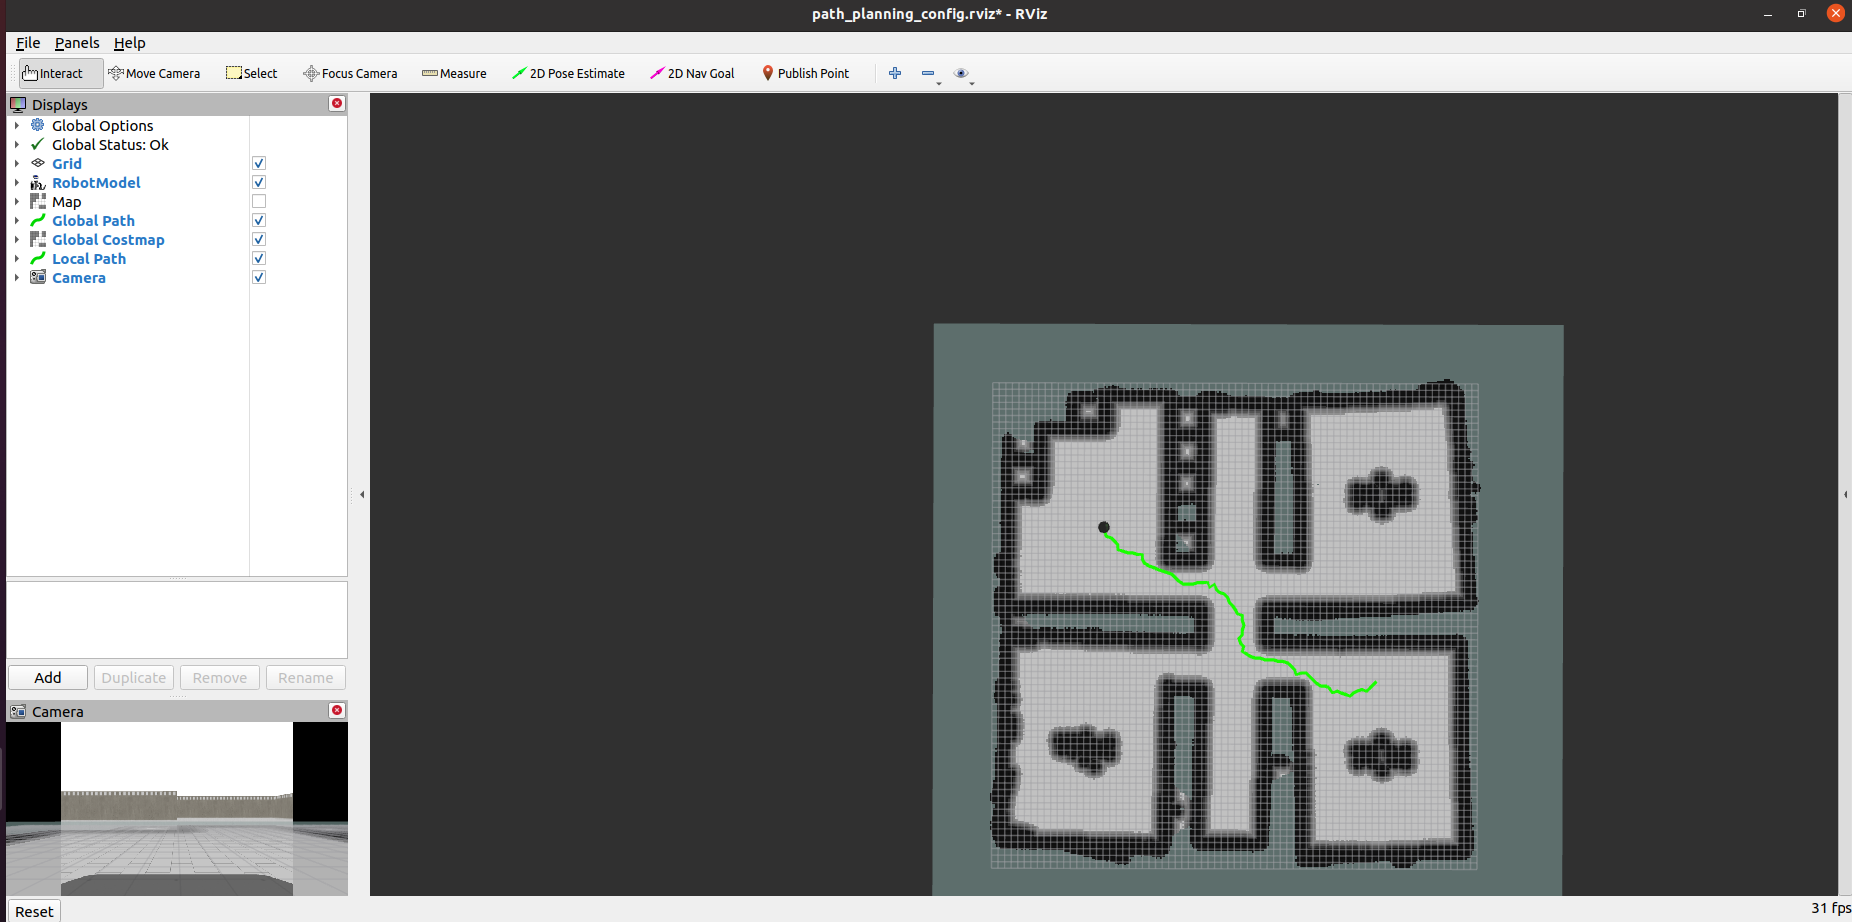 path_planning_config.rviz* - RViz
File Panels Help
Interact Move Camera Select Focus Camera Measure 2D Pose Estimate 2D Nav Goal Publish Point
Displays
Global Options
Global Status: Ok
Grid
RobotModel
Map
Global Path
Global Costmap
Local Path
Camera
Add Duplicate Remove Rename
Camera
Reset
31 fps